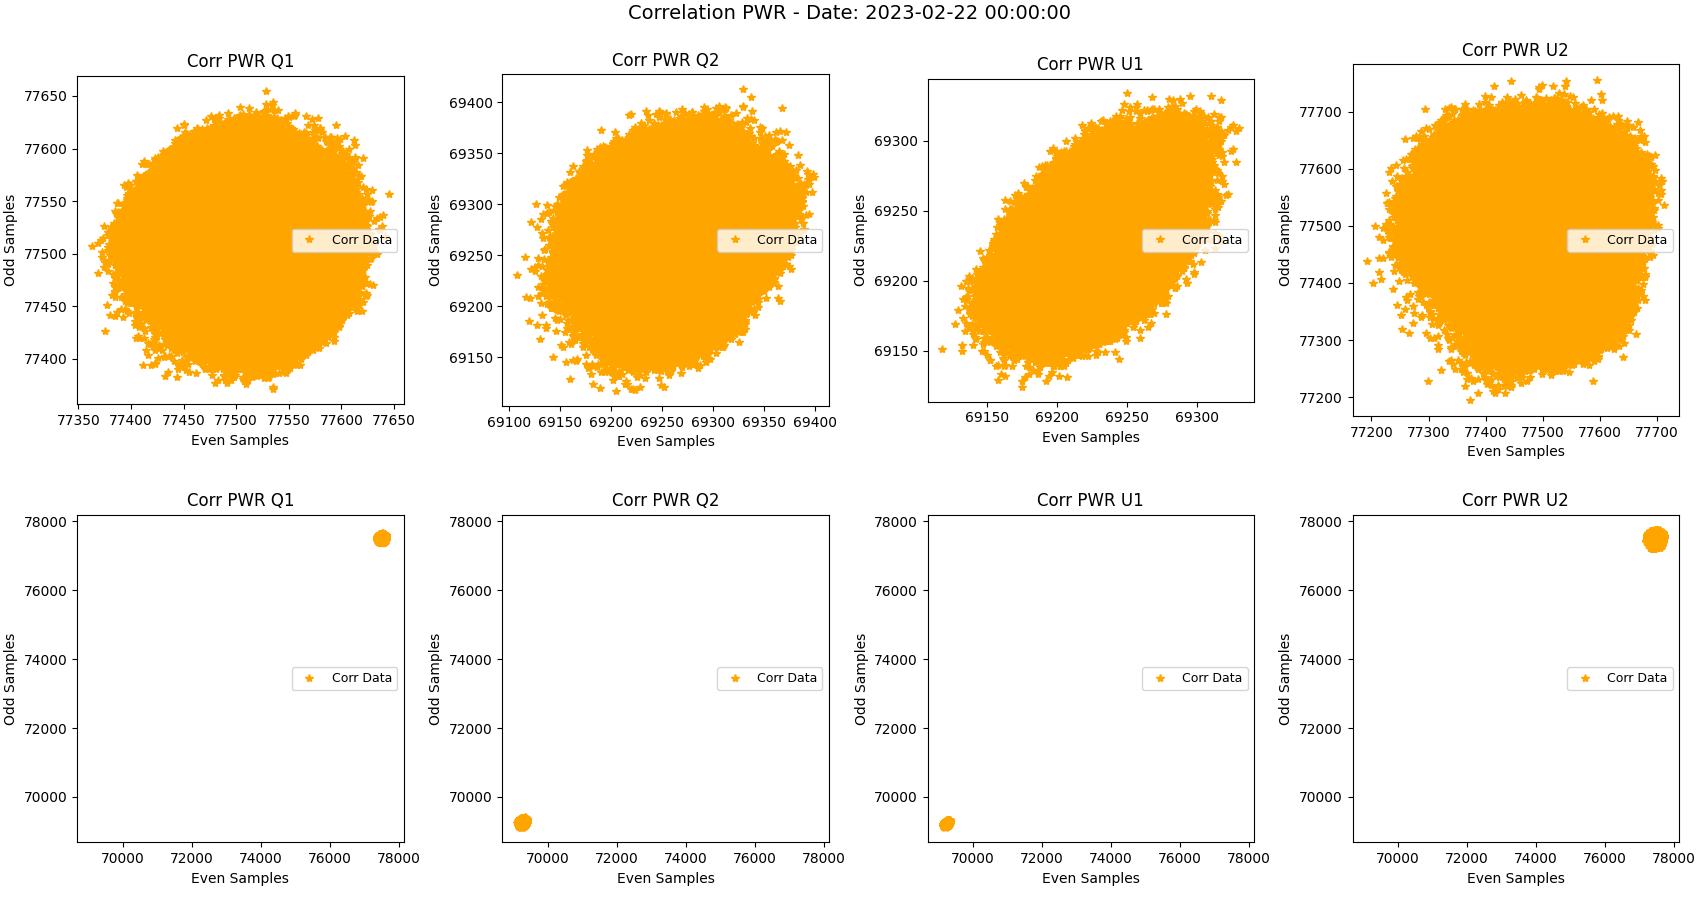 Correlation PWR - Date: 2023-02-22 00:00:00
Corr PWR Q1
Odd Samples
77650
77600
77550
77500
77450
77400
Corr Data
77350 77400 77450 77500 77550 77600 77650
Even Samples
Corr PWR Q2
Odd Samples
69400
69350
69300
69250
69200
69150
Corr Data
69100 69150 69200 69250 69300 69350 69400
Even Samples
Corr PWR U1
Odd Samples
69300
69250
69200
69150
Corr Data
69150 69200 69250 69300
Even Samples
Corr PWR U2
Odd Samples
77700
77600
77500
77400
77300
77200
Corr Data
77200 77300 77400 77500 77600 77700
Even Samples
Corr PWR Q1
Odd Samples
78000
76000
74000
72000
70000
Corr Data
70000 72000 74000 76000 78000
Even Samples
Corr PWR Q2
Odd Samples
78000
76000
74000
72000
70000
Corr Data
70000 72000 74000 76000 78000
Even Samples
Corr PWR U1
Odd Samples
78000
76000
74000
72000
70000
Corr Data
70000 72000 74000 76000 78000
Even Samples
Corr PWR U2
Odd Samples
78000
76000
74000
72000
70000
Corr Data
70000 72000 74000 76000 78000
Even Samples